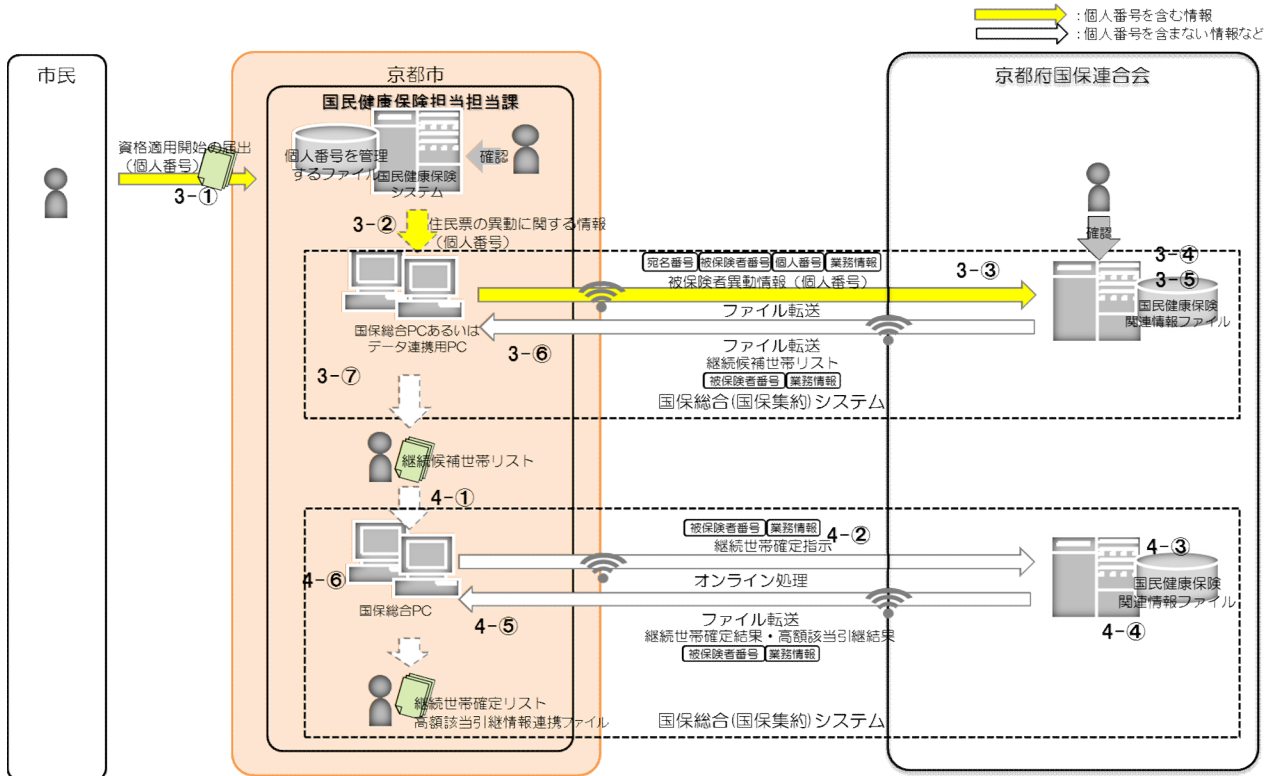 :個人番号を含む情報
:個人番号を含まない情報など
市民
京都市
京都府国保連合会
国民健康保険担当担当課
資格適用開始の届出
(個人番号)
3-①
個人番号を管理
するファイル
国民健康保険
システム
確認
3-②
住民票の異動に関する情報
(個人番号)
宛名番号 被保険者番号 個人番号 業務情報
被保険者異動情報(個人番号)
3-③
ファイル転送
確認
3-④
3-⑤
国民健康保険
関連情報ファイル
国保総合PCあるいは
データ連携用PC
3-⑥
ファイル転送
継続候補世帯リスト
被保険者番号 業務情報
国保総合(国保集約)システム
3-⑦
継続候補世帯リスト
4-①
被保険者番号 業務情報
継続世帯確定指示
4-②
オンライン処理
4-③
国民健康保険
関連情報ファイル
4-④
4-⑥
国保総合PC
4-⑤
ファイル転送
継続世帯確定結果・高額該当引継結果
被保険者番号 業務情報
継続世帯確定リスト
高額該当引継情報連携ファイル
国保総合(国保集約)システム